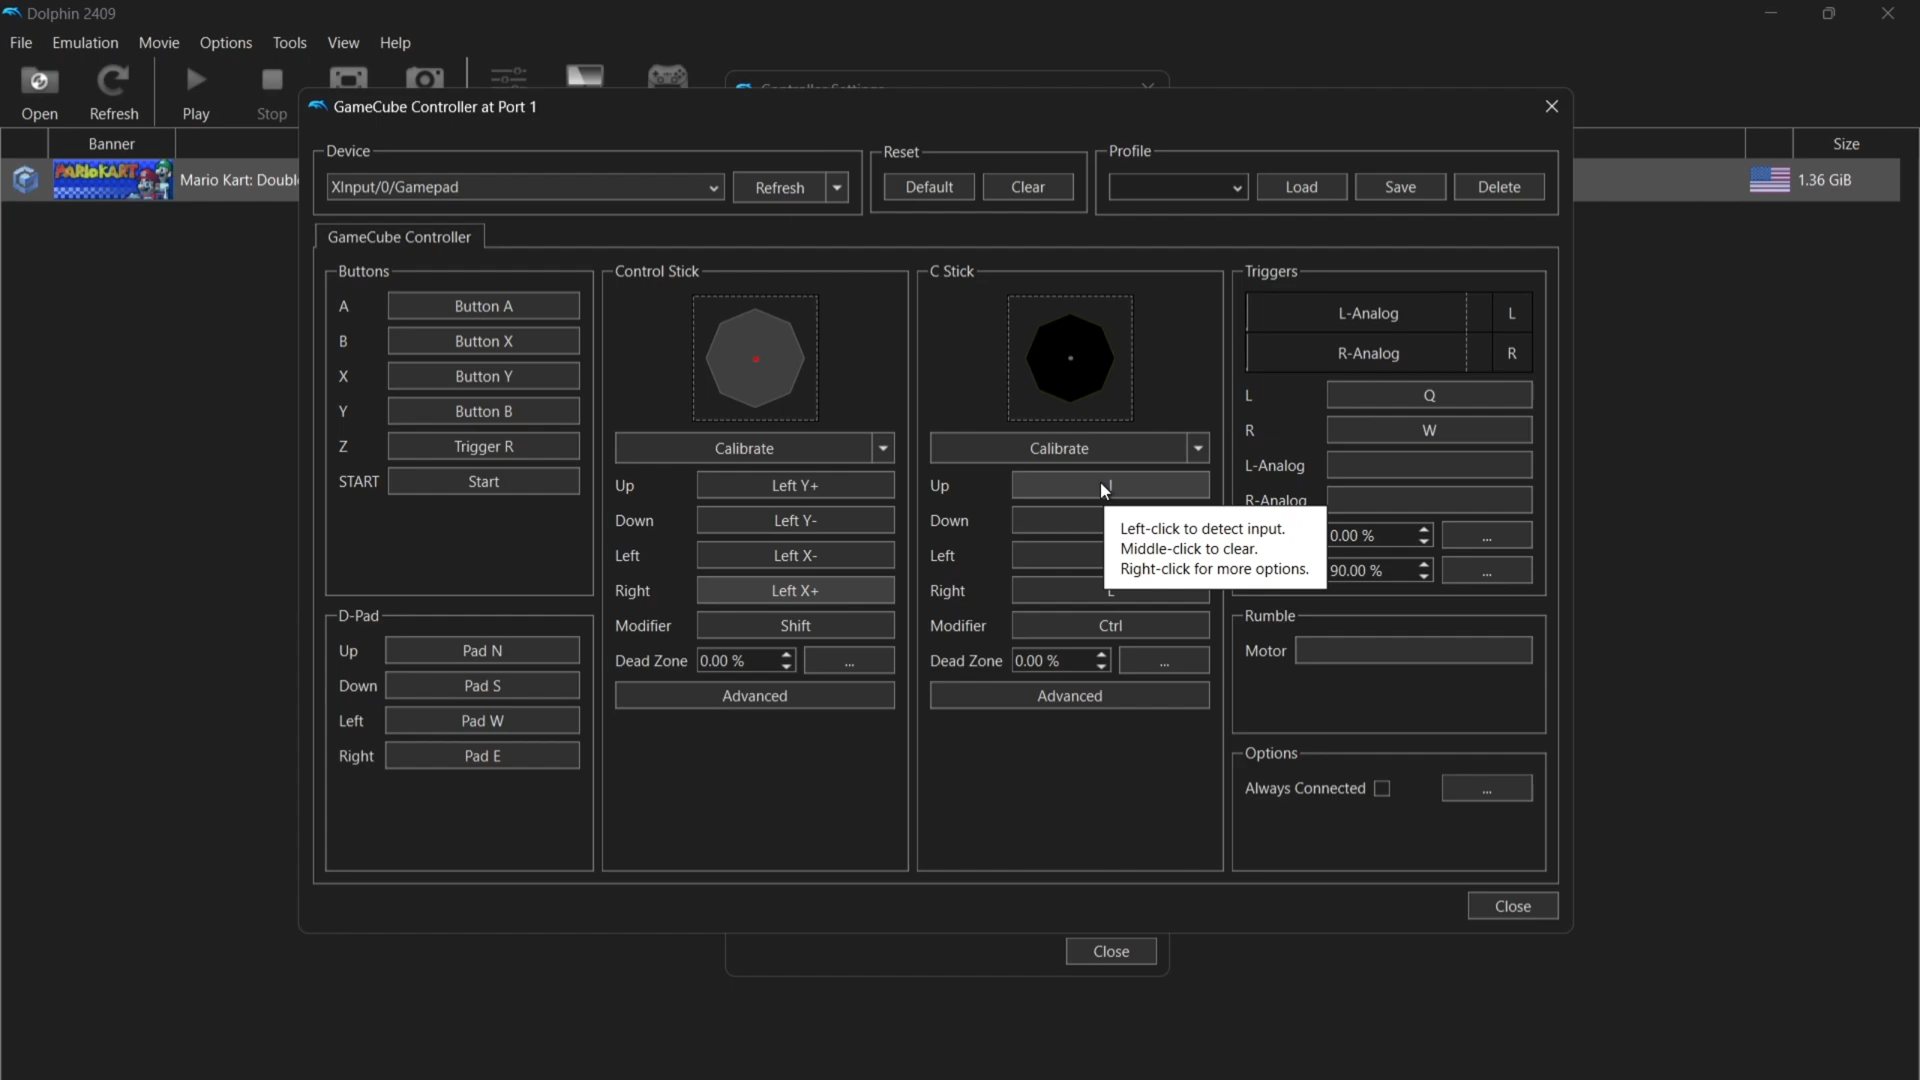 Dolphin 2409
File Emulation Movie Options Tools View Help
Open Refresh Play Stop
GameCube Controller at Port 1
Banner Size
MARIOKART Mario Kart: Doubl 1.36 GiB
Device
XInput/0/Gamepad Refresh
Reset
Default Clear
Profile
Load Save Delete
GameCube Controller
Buttons
A Button A
B Button X
X Button Y
Y Button B
Z Trigger R
START Start
D-Pad
Up Pad N
Down Pad S
Left Pad W
Right Pad E
Control Stick
Calibrate
Up Left Y+
Down Left Y-
Left Left X-
Right Left X+
Modifier Shift
Dead Zone 0.00 % ...
Advanced
C Stick
Calibrate
Up
Down
Left
Right
Modifier Ctrl
Dead Zone 0.00 % ...
Advanced
Left-click to detect input.
Middle-click to clear.
Right-click for more options.
Triggers
L-Analog L
R-Analog R
L Q
R W
L-Analog
R-Analog
0.00 % ...
90.00 % ...
Rumble
Motor
Options
Always Connected ...
Close
Close